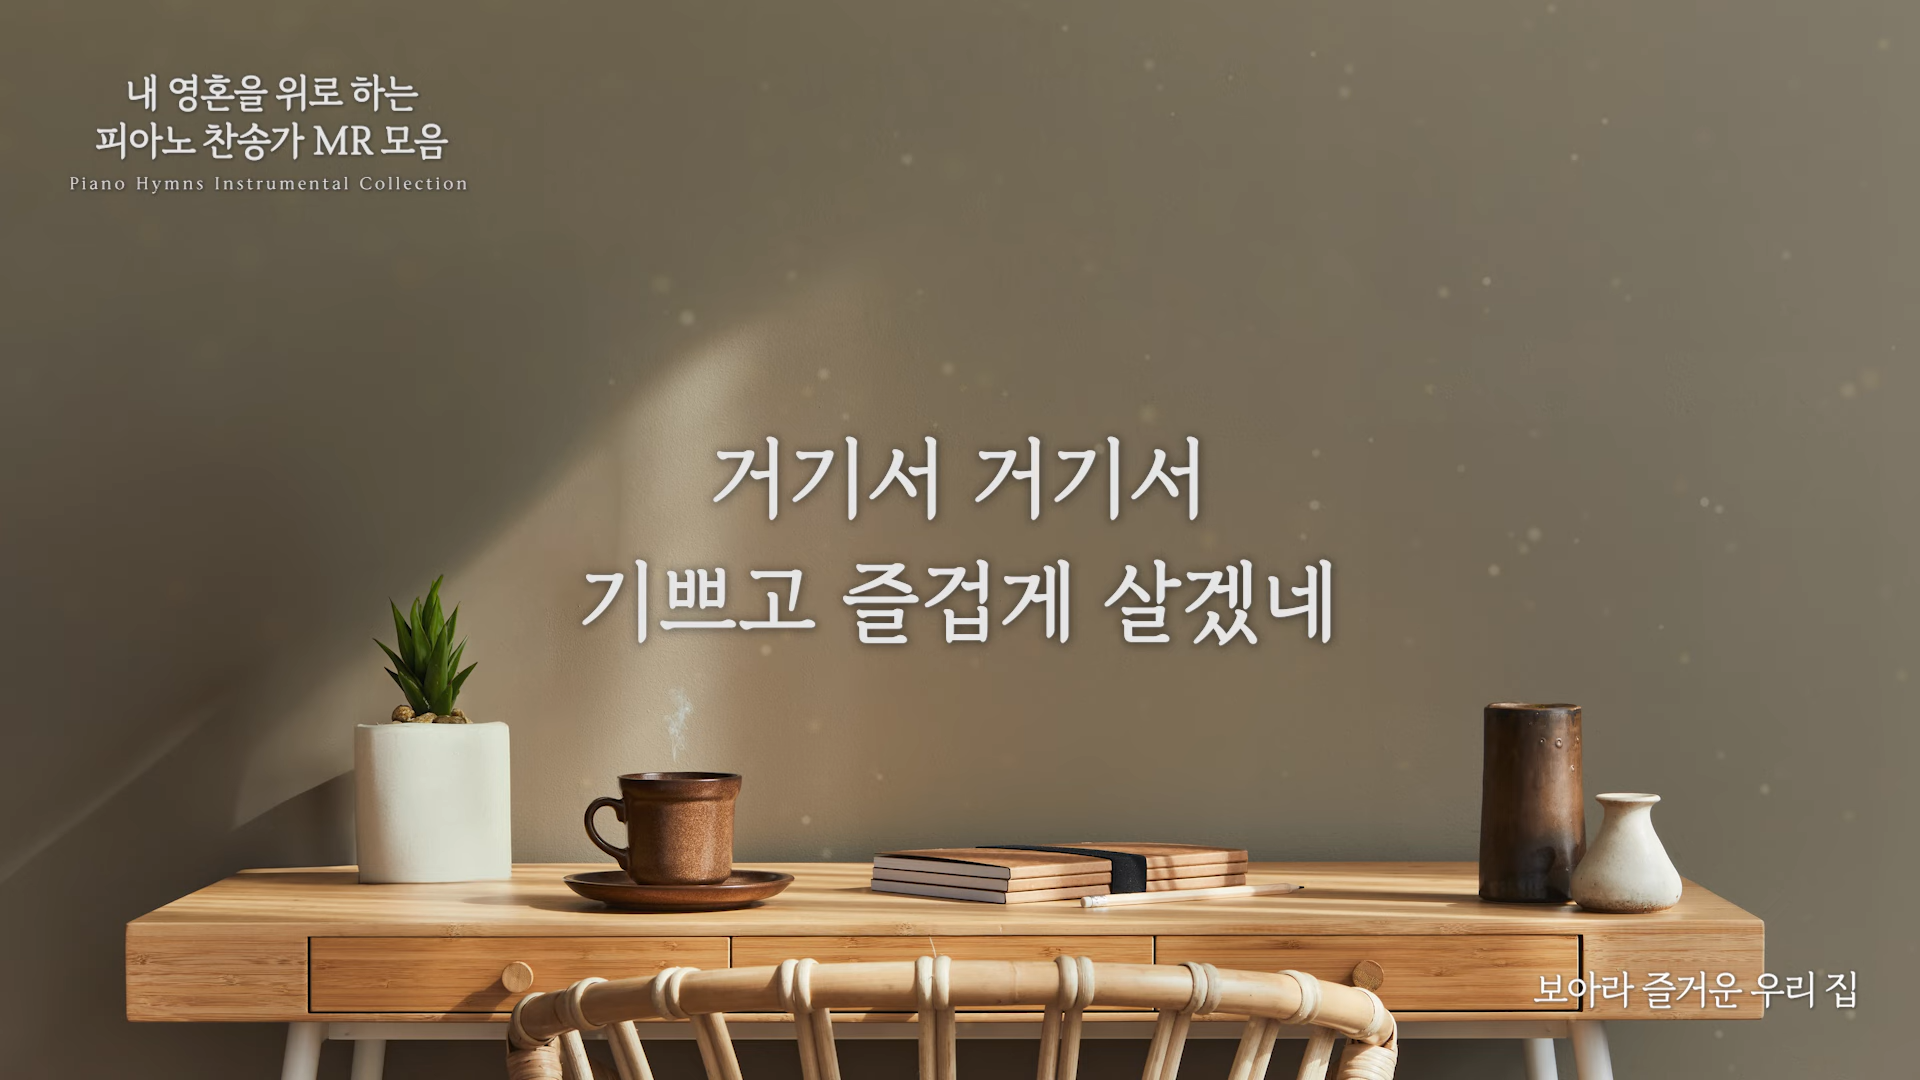 내 영혼을 위로 하는
피아노 찬송가 MR 모음
Piano Hymns Instrumental Collection
거기서 거기서
기쁘고 즐겁게 살겠네
보아라 즐거운 우리 집